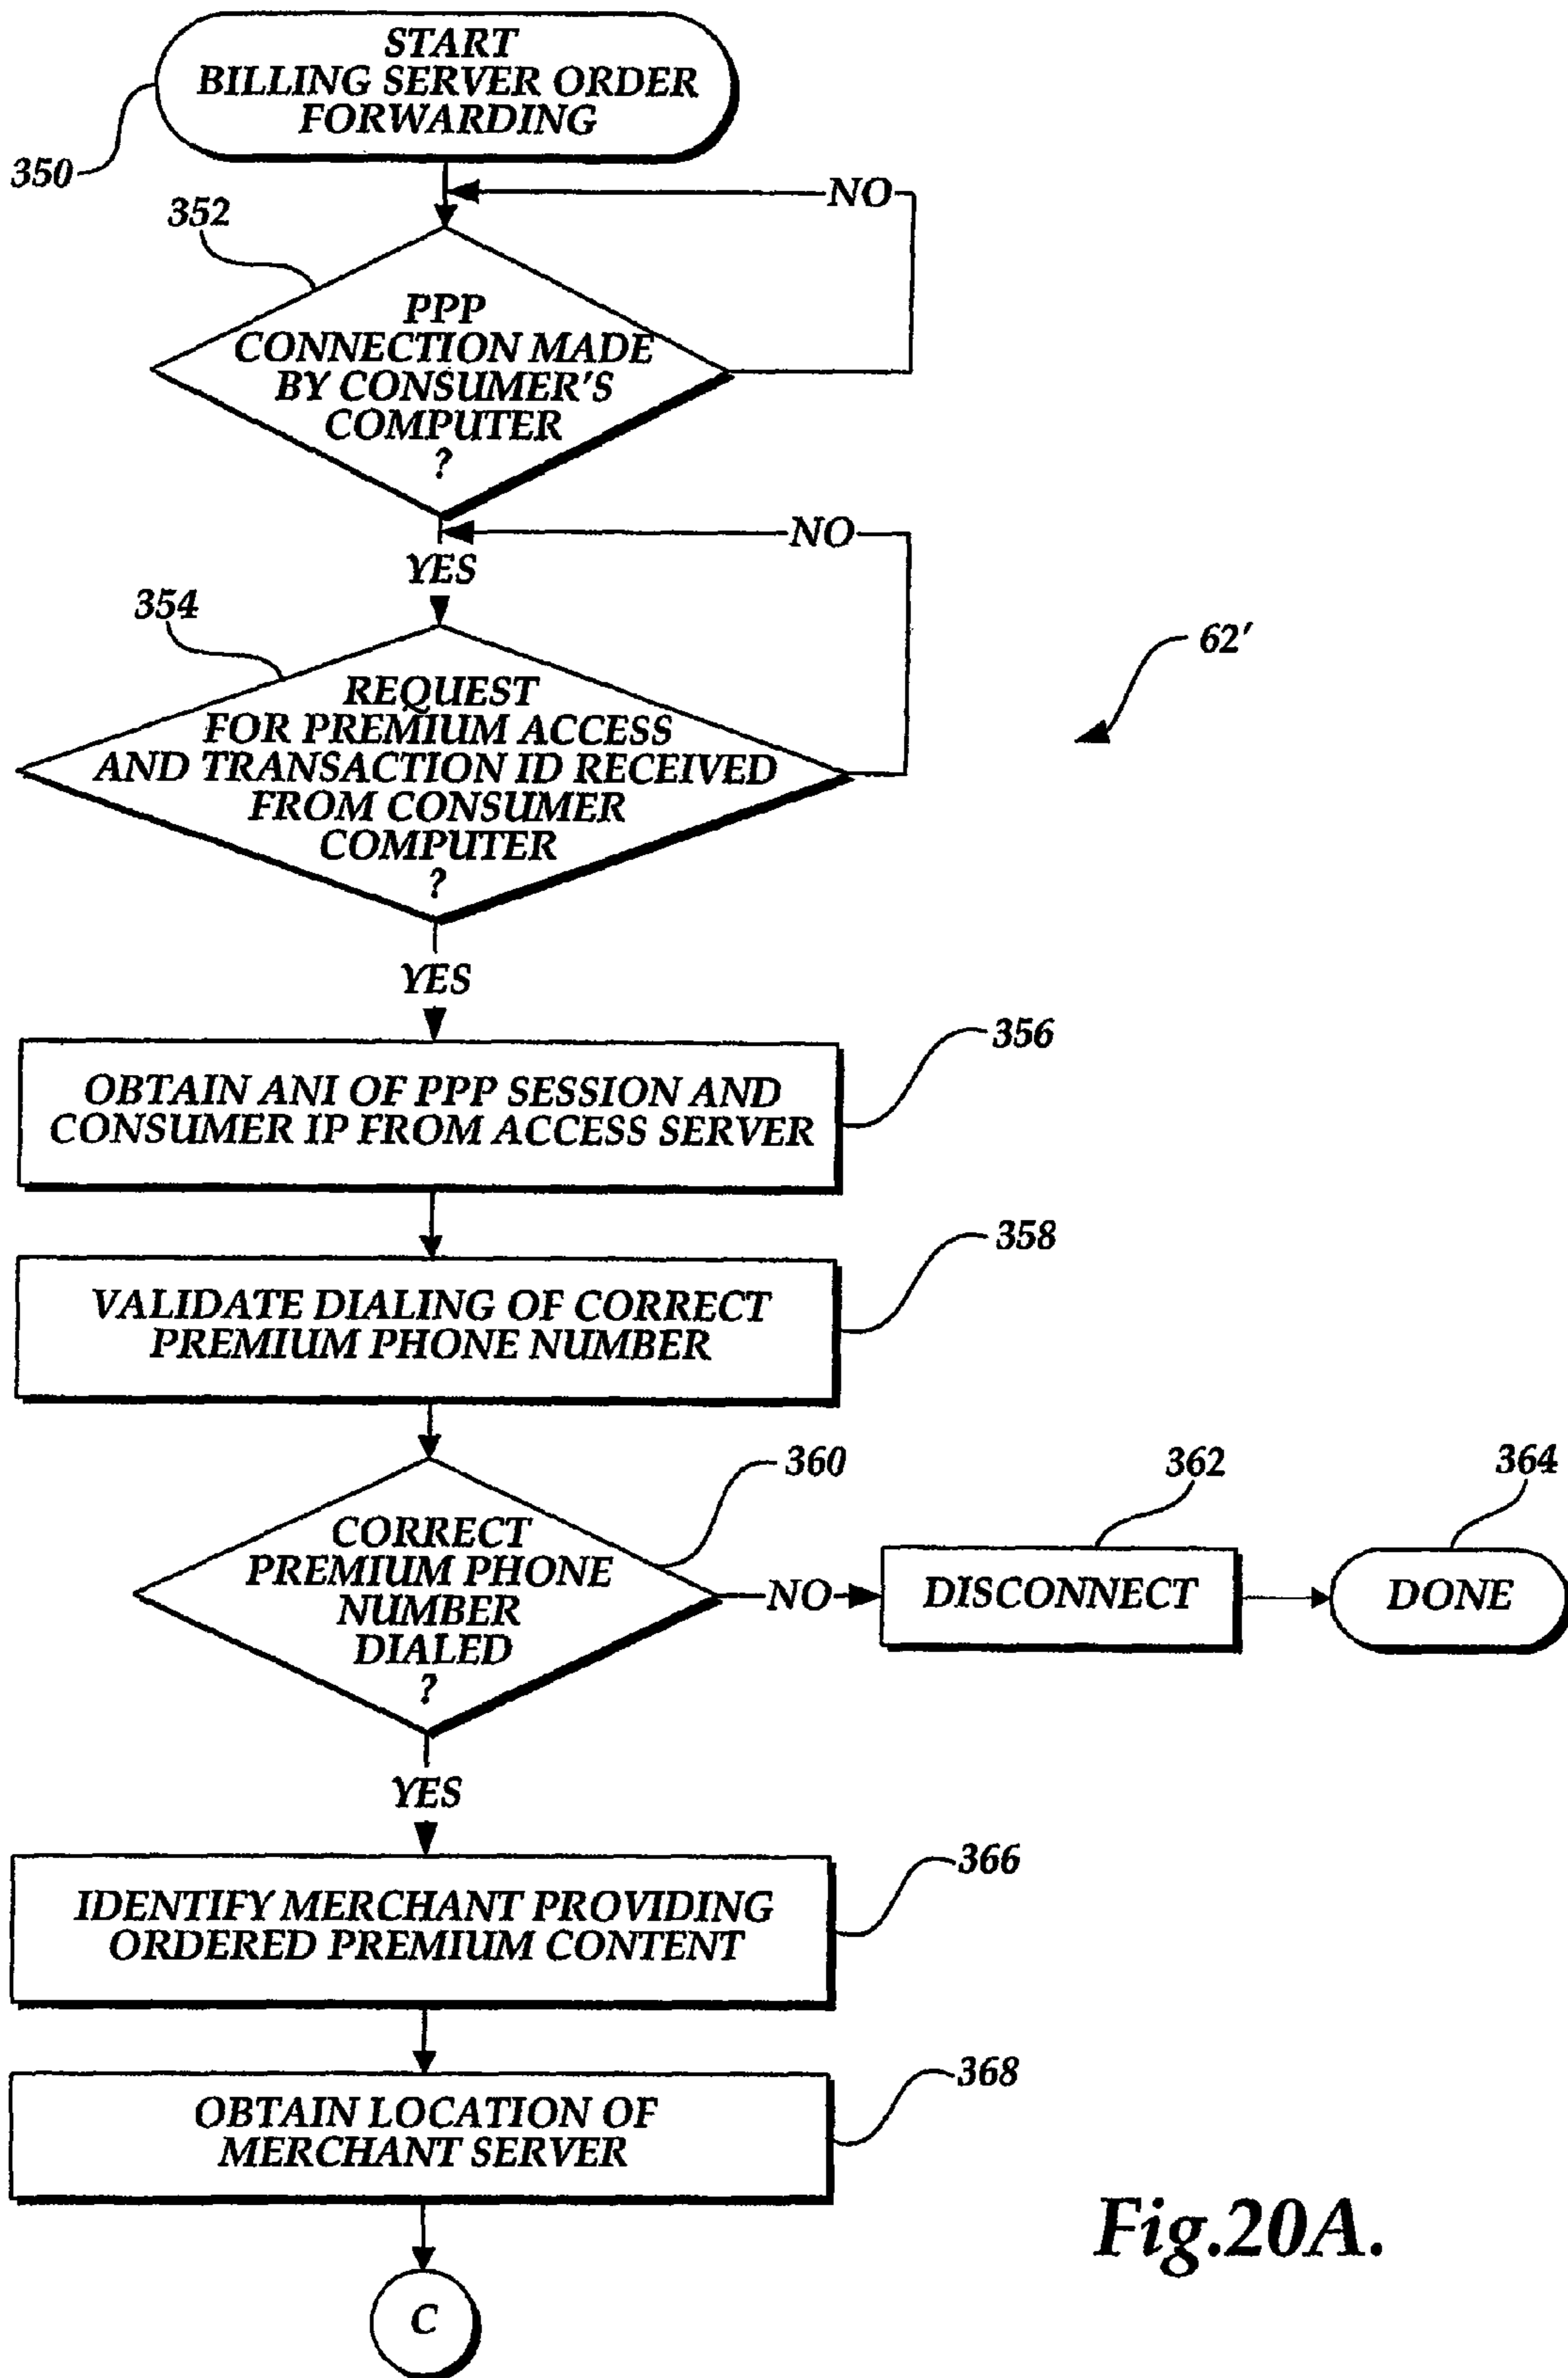 START
BILLING SERVER ORDER
FORWARDING
350
NO
352
PPP
CONNECTION MADE
BY CONSUMER'S
COMPUTER
?
NO
YES
354
62'
REQUEST
FOR PREMIUM ACCESS
AND TRANSACTION ID RECEIVED
FROM CONSUMER
COMPUTER
?
YES
356
OBTAIN ANI OF PPP SESSION AND
CONSUMER IP FROM ACCESS SERVER
358
VALIDATE DIALING OF CORRECT
PREMIUM PHONE NUMBER
360
362
364
CORRECT
PREMIUM PHONE
NUMBER
DIALED
?
NO
DISCONNECT
DONE
YES
366
IDENTIFY MERCHANT PROVIDING
ORDERED PREMIUM CONTENT
368
OBTAIN LOCATION OF
MERCHANT SERVER
Fig.20A.
C